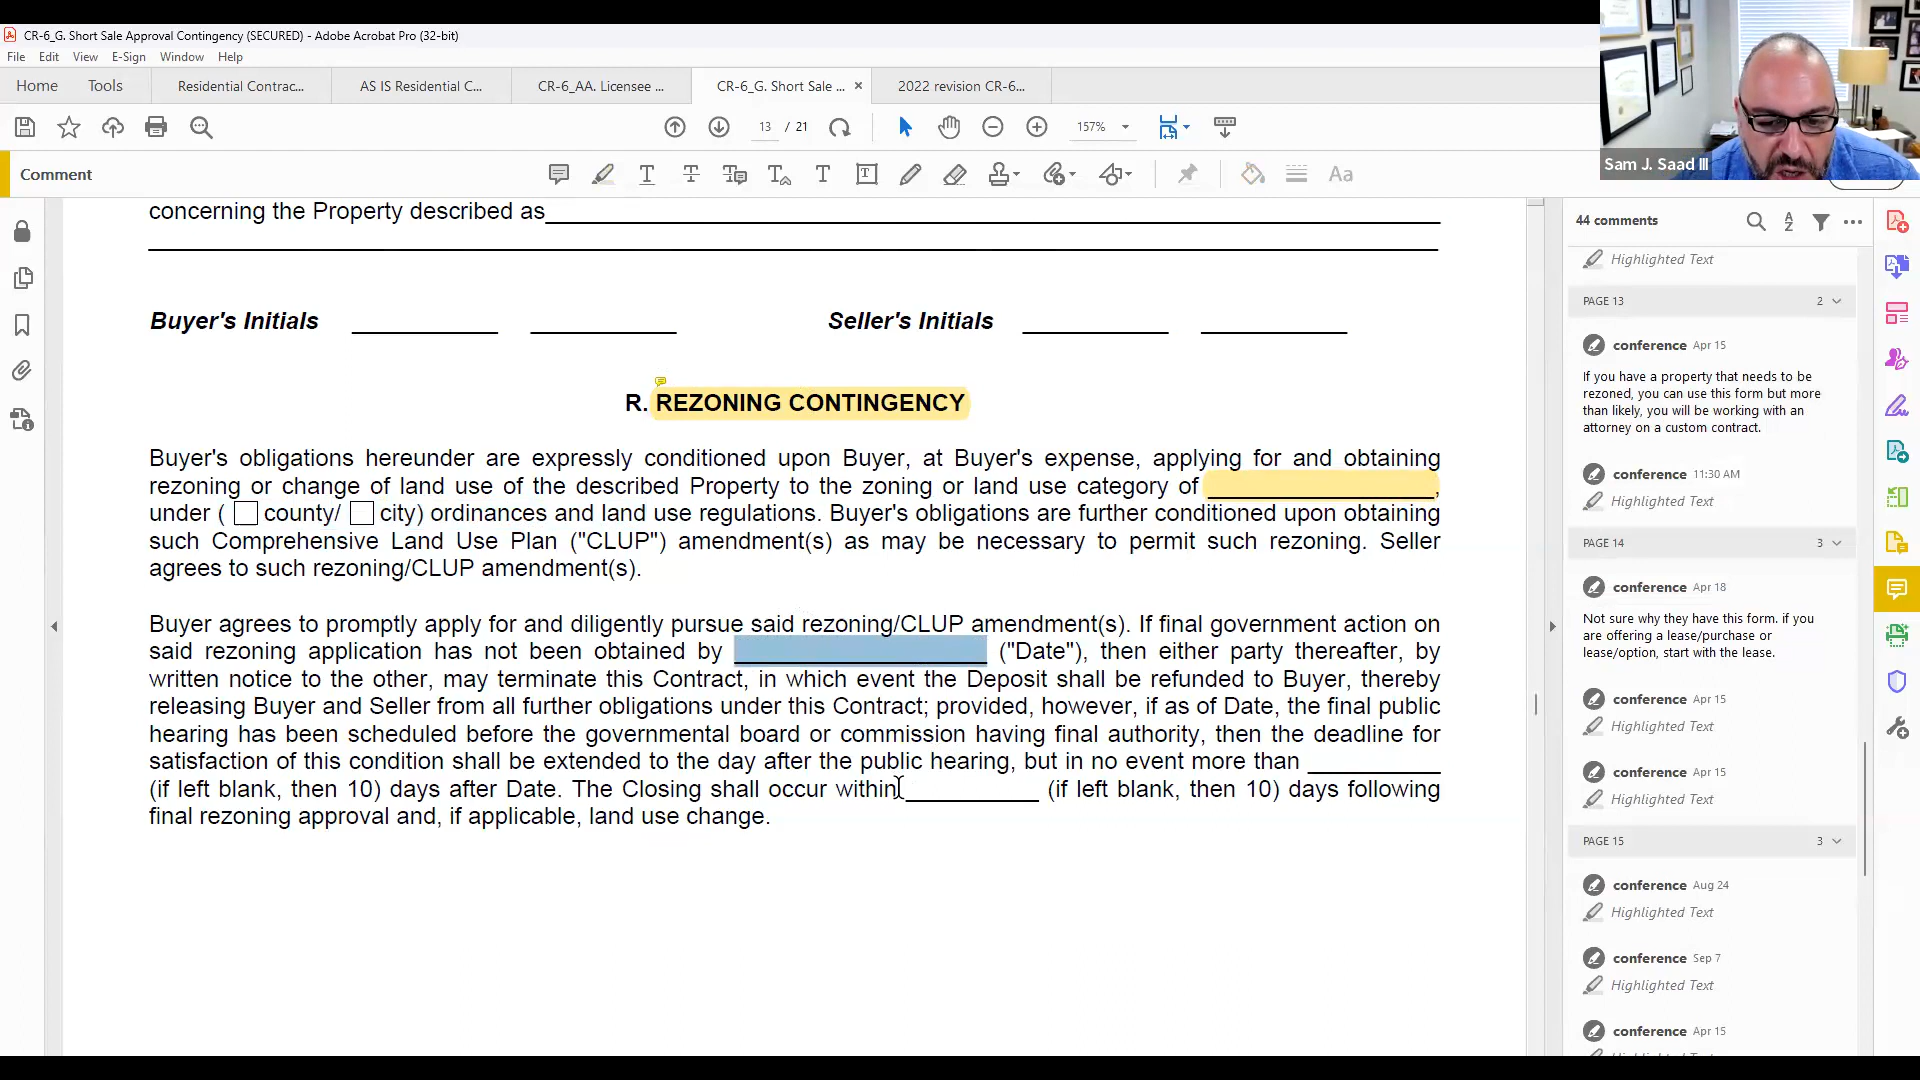 CR-6_G. Short Sale Approval Contingency (SECURED) - Adobe Acrobat Pro (32-bit)
File Edit View E-Sign Window Help
Home Tools Residential Contrac... AS IS Residential C... CR-6_AA. Licensee ... CR-6_G. Short Sale ... × 2022 revision CR-6...
13 / 21 157%
Sam J. Saad III
Comment
concerning the Property described as
Buyer's Initials Seller's Initials
R. REZONING CONTINGENCY
Buyer's obligations hereunder are expressly conditioned upon Buyer, at Buyer's expense, applying for and obtaining
rezoning or change of land use of the described Property to the zoning or land use category of ____________,
under ( county/ city) ordinances and land use regulations. Buyer's obligations are further conditioned upon obtaining
such Comprehensive Land Use Plan ("CLUP") amendment(s) as may be necessary to permit such rezoning. Seller
agrees to such rezoning/CLUP amendment(s).
Buyer agrees to promptly apply for and diligently pursue said rezoning/CLUP amendment(s). If final government action on
said rezoning application has not been obtained by ____________ ("Date"), then either party thereafter, by
written notice to the other, may terminate this Contract, in which event the Deposit shall be refunded to Buyer, thereby
releasing Buyer and Seller from all further obligations under this Contract; provided, however, if as of Date, the final public
hearing has been scheduled before the governmental board or commission having final authority, then the deadline for
satisfaction of this condition shall be extended to the day after the public hearing, but in no event more than ________
(if left blank, then 10) days after Date. The Closing shall occur within ________ (if left blank, then 10) days following
final rezoning approval and, if applicable, land use change.
44 comments
Highlighted Text
PAGE 13 2
conference Apr 15
If you have a property that needs to be
rezoned, you can use this form but more
than likely, you will be working with an
attorney on a custom contract.
conference 11:30 AM
Highlighted Text
PAGE 14 3
conference Apr 18
Not sure why they have this form. if you
are offering a lease/purchase or
lease/option, start with the lease.
conference Apr 15
Highlighted Text
conference Apr 15
Highlighted Text
PAGE 15 3
conference Aug 24
Highlighted Text
conference Sep 7
Highlighted Text
conference Apr 15